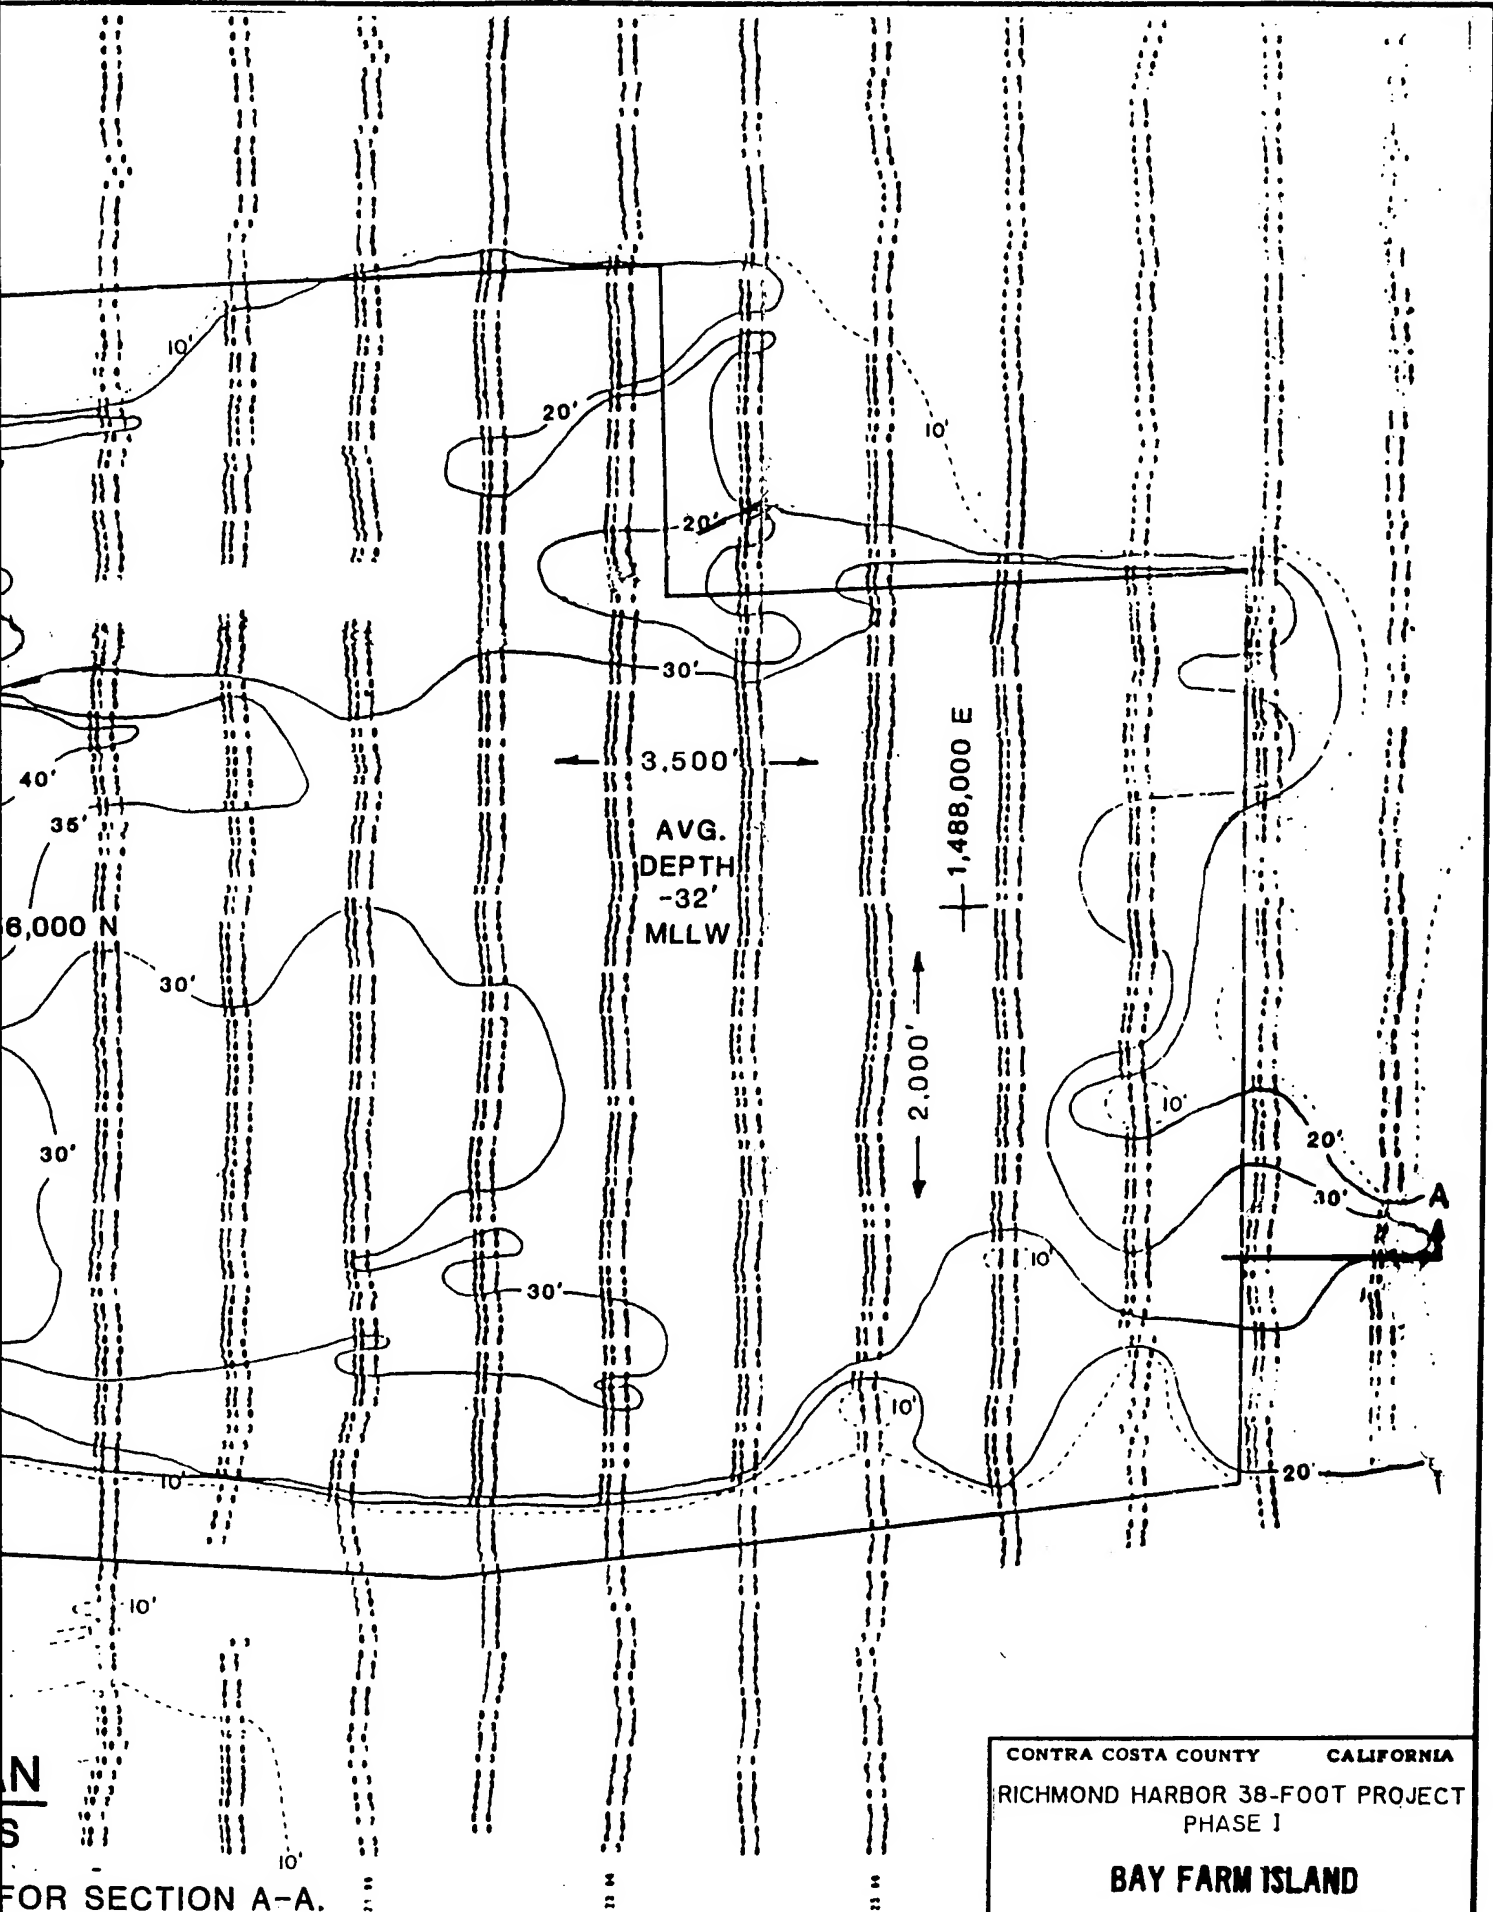 10'
20'
10'
20'
30'
3,500'
40'
35'
AVG.
DEPTH
-32'
MLLW
1,488,000 E
6,000 N
30'
2,000'
10'
30'
20'
30'
A
10'
30'
10'
20'
10'
10'
10'
AN
S
FOR SECTION A-A.
CONTRA COSTA COUNTY CALIFORNIA
RICHMOND HARBOR 38-FOOT PROJECT
PHASE I
BAY FARM ISLAND